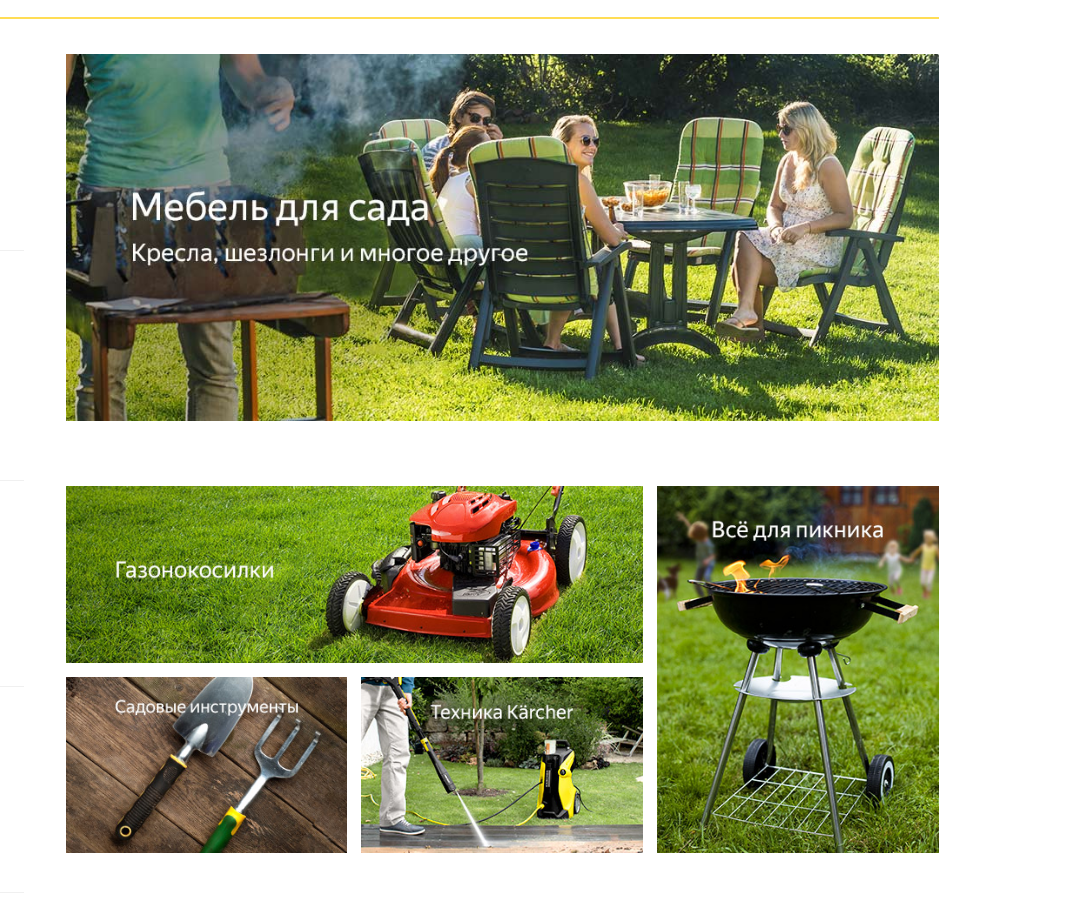 Мебель для сада
Кресла, шезлонги и многое другое
Газонокосилки
Всё для пикника
Садовые инструменты
Техника Kärcher